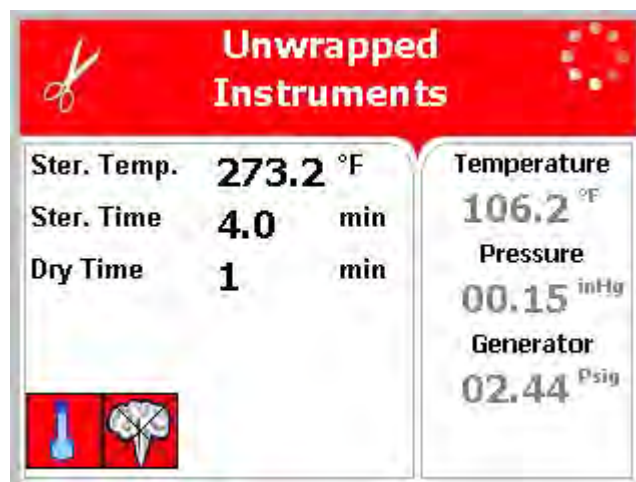 Unwrapped
Instruments
Ster. Temp. 273.2 °F
Ster. Time 4.0 min
Dry Time 1 min
Temperature
106.2 °F
Pressure
00.15 inHg
Generator
02.44 Psig